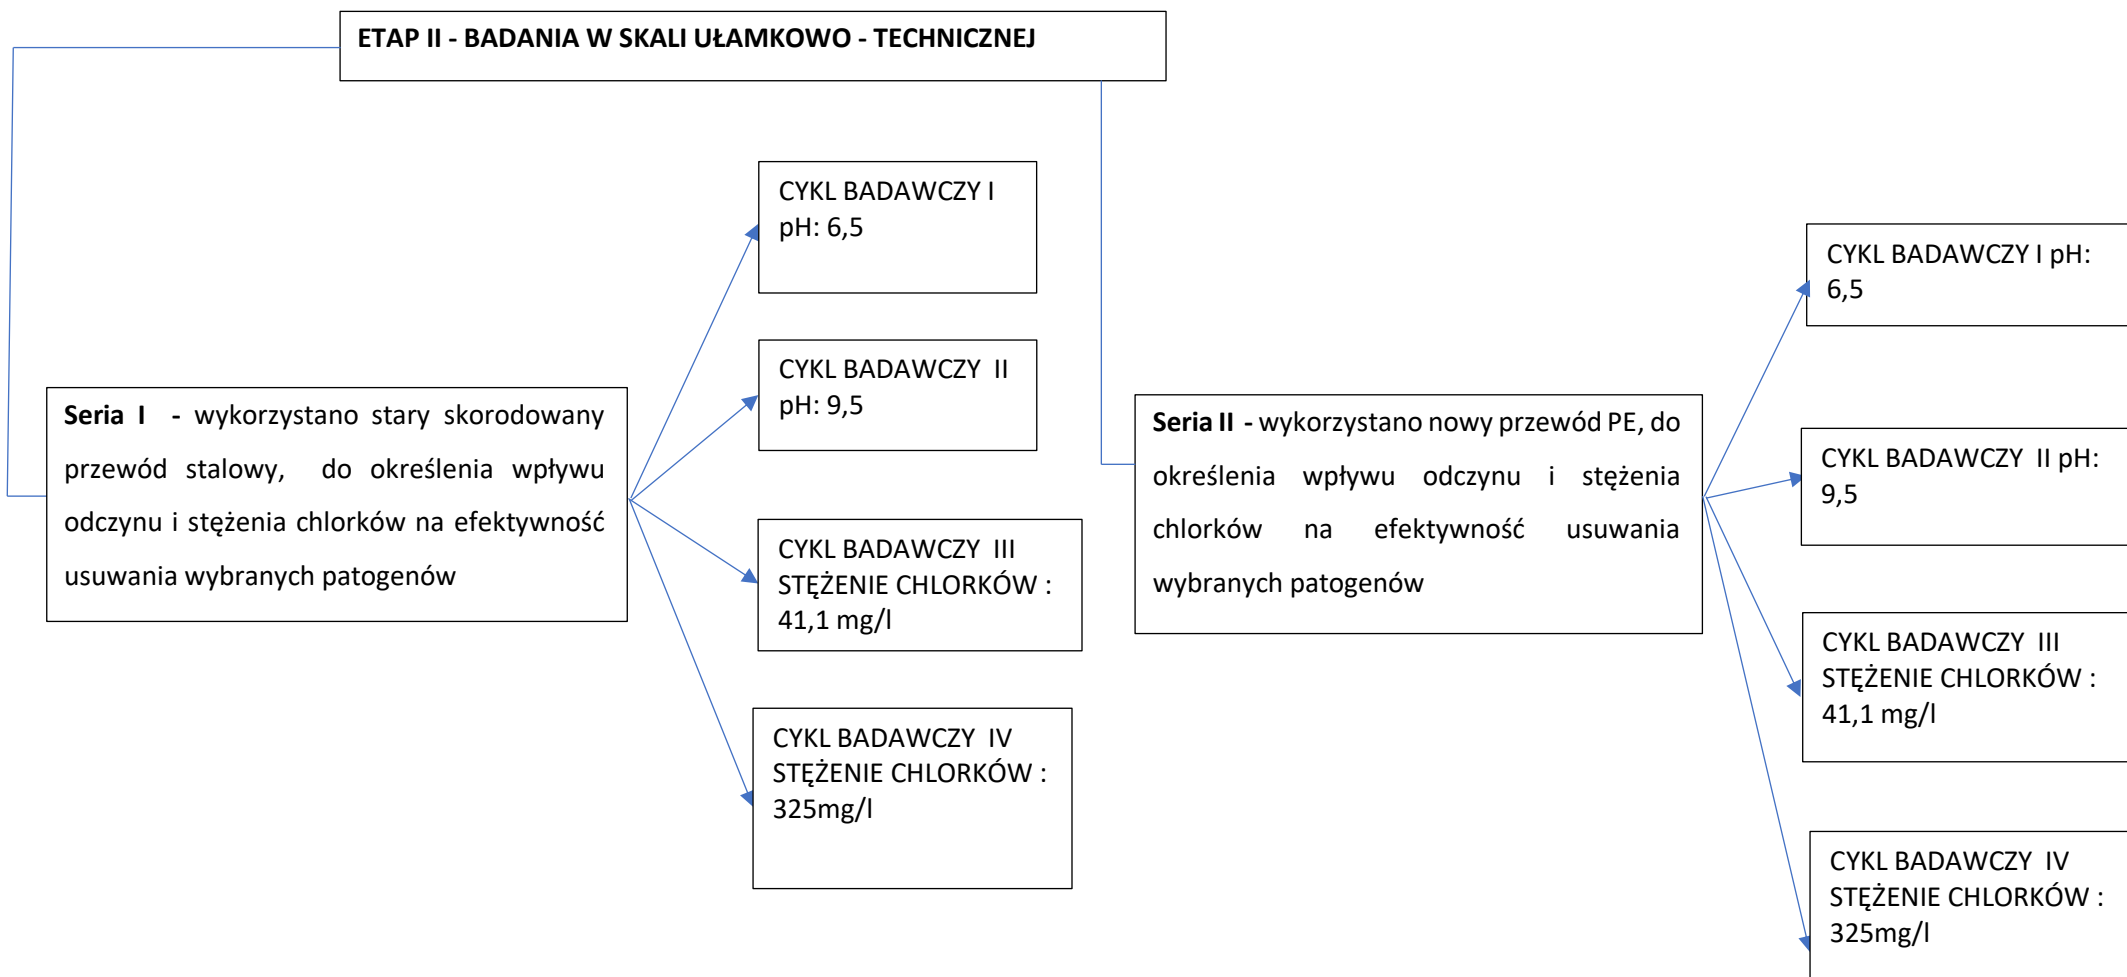 ETAP II - BADANIA W SKALI UŁAMKOWO - TECHNICZNEJ
Seria I - wykorzystano stary skorodowany
przewód stalowy, do określenia wpływu
odczynu i stężenia chlorków na efektywność
usuwania wybranych patogenów
CYKL BADAWCZY I
pH: 6,5
CYKL BADAWCZY II
pH: 9,5
CYKL BADAWCZY III
STĘŻENIE CHLORKÓW :
41,1 mg/l
CYKL BADAWCZY IV
STĘŻENIE CHLORKÓW :
325mg/l
Seria II - wykorzystano nowy przewód PE, do
określenia wpływu odczynu i stężenia
chlorków na efektywność usuwania
wybranych patogenów
CYKL BADAWCZY I pH:
6,5
CYKL BADAWCZY II pH:
9,5
CYKL BADAWCZY III
STĘŻENIE CHLORKÓW :
41,1 mg/l
CYKL BADAWCZY IV
STĘŻENIE CHLORKÓW :
325mg/l